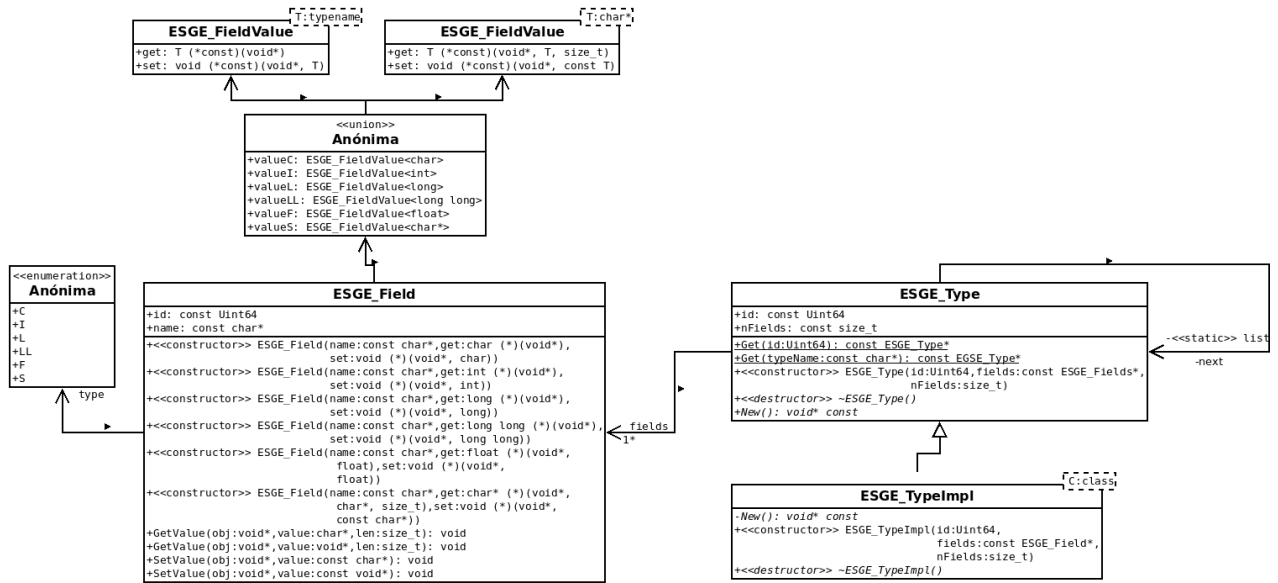 T:typename
ESGE_FieldValue
+get: T (*const)(void*)
+set: void (*const)(void*, T)
T:char*
ESGE_FieldValue
+get: T (*const)(void*, T, size_t)
+set: void (*const)(void*, const T)
<<union>>
Anónima
+valueC: ESGE_FieldValue<char>
+valueI: ESGE_FieldValue<int>
+valueL: ESGE_FieldValue<long>
+valueLL: ESGE_FieldValue<long long>
+valueF: ESGE_FieldValue<float>
+valueS: ESGE_FieldValue<char*>
<<enumeration>>
Anónima
+C
+I
+L
+LL
+F
+S
type
ESGE_Field
+id: const Uint64
+name: const char*
+<<constructor>> ESGE_Field(name:const char*,get:char (*)(void*),
set:void (*)(void*, char))
+<<constructor>> ESGE_Field(name:const char*,get:int (*)(void*),
set:void (*)(void*, int))
+<<constructor>> ESGE_Field(name:const char*,get:long (*)(void*),
set:void (*)(void*, long))
+<<constructor>> ESGE_Field(name:const char*,get:long long (*)(void*),
set:void (*)(void*, long long))
+<<constructor>> ESGE_Field(name:const char*,get:float (*)(void*,
float),set:void (*)(void*,
float))
+<<constructor>> ESGE_Field(name:const char*,get:char* (*)(void*,
char*, size_t),set:void (*)(void*,
const char*))
+GetValue(obj:void*,value:char*,len:size_t): void
+GetValue(obj:void*,value:void*,len:size_t): void
+SetValue(obj:void*,value:const char*): void
+SetValue(obj:void*,value:const void*): void
fields
1*
ESGE_Type
+id: const Uint64
+nFields: const size_t
+Get(id:Uint64): const ESGE_Type*
+Get(typeName:const char*): const EGSE_Type*
+<<constructor>> ESGE_Type(id:Uint64,fields:const ESGE_Fields*,
nFields:size_t)
+<<destructor>> ~ESGE_Type()
+New(): void* const
-<<static>> list
-next
C:class
ESGE_TypeImpl
-New(): void* const
+<<constructor>> ESGE_TypeImpl(id:Uint64,
fields:const ESGE_Field*,
nFields:size_t)
+<<destructor>> ~ESGE_TypeImpl()